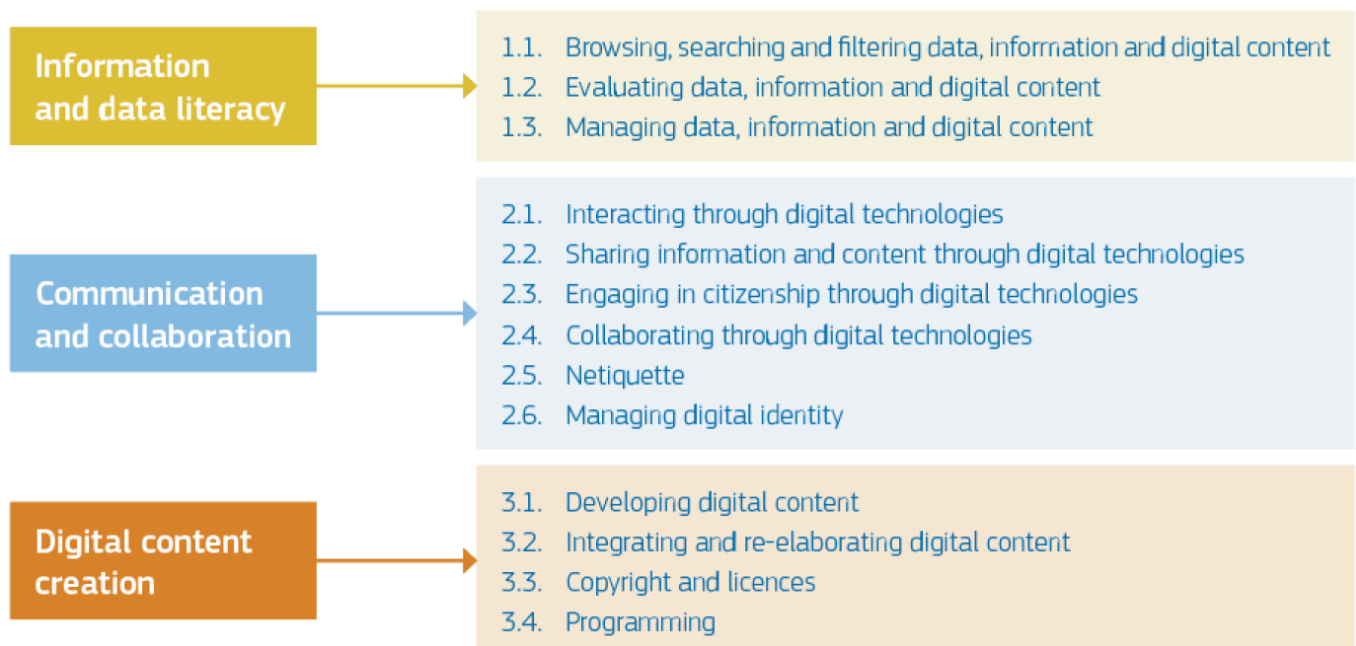 Information
and data literacy
1.1. Browsing, searching and filtering data, information and digital content
1.2. Evaluating data, information and digital content
1.3. Managing data, information and digital content
Communication
and collaboration
2.1. Interacting through digital technologies
2.2. Sharing information and content through digital technologies
2.3. Engaging in citizenship through digital technologies
2.4. Collaborating through digital technologies
2.5. Netiquette
2.6. Managing digital identity
Digital content
creation
3.1. Developing digital content
3.2. Integrating and re-elaborating digital content
3.3. Copyright and licences
3.4. Programming